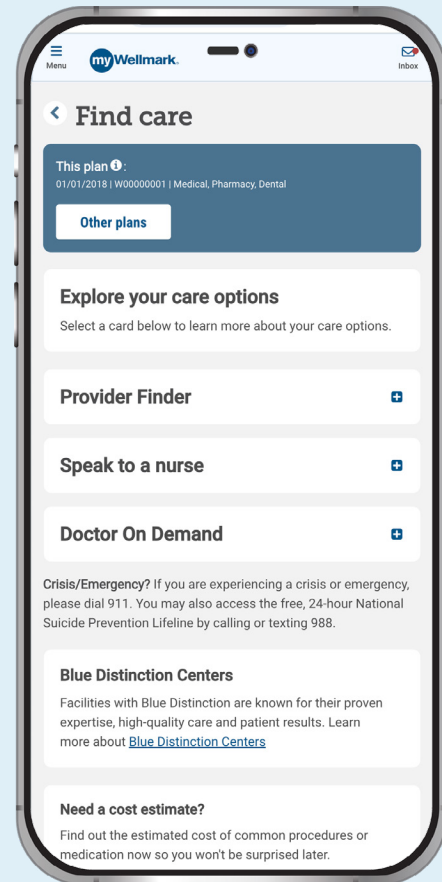 Menu
myWellmark.
Inbox
Find care
This plan :
01/01/2018 | W00000001 | Medical, Pharmacy, Dental
Other plans
Explore your care options
Select a card below to learn more about your care options.
Provider Finder
Speak to a nurse
Doctor On Demand
Crisis/Emergency? If you are experiencing a crisis or emergency,
please dial 911. You may also access the free, 24-hour National
Suicide Prevention Lifeline by calling or texting 988.
Blue Distinction Centers
Facilities with Blue Distinction are known for their proven
expertise, high-quality care and patient results. Learn
more about Blue Distinction Centers
Need a cost estimate?
Find out the estimated cost of common procedures or
medication now so you won't be surprised later.